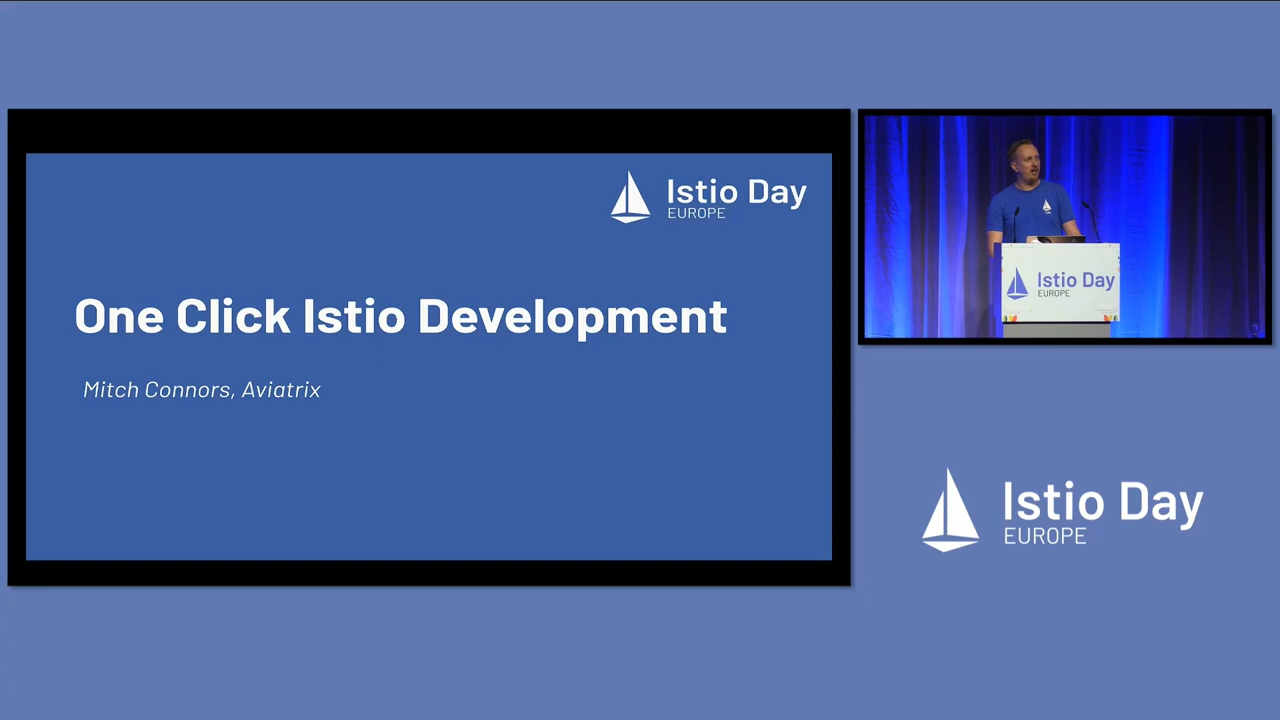 Istio Day
EUROPE
One Click Istio Development
Mitch Connors, Aviatrix
Istio Day
EUROPE
Istio Day
EUROPE